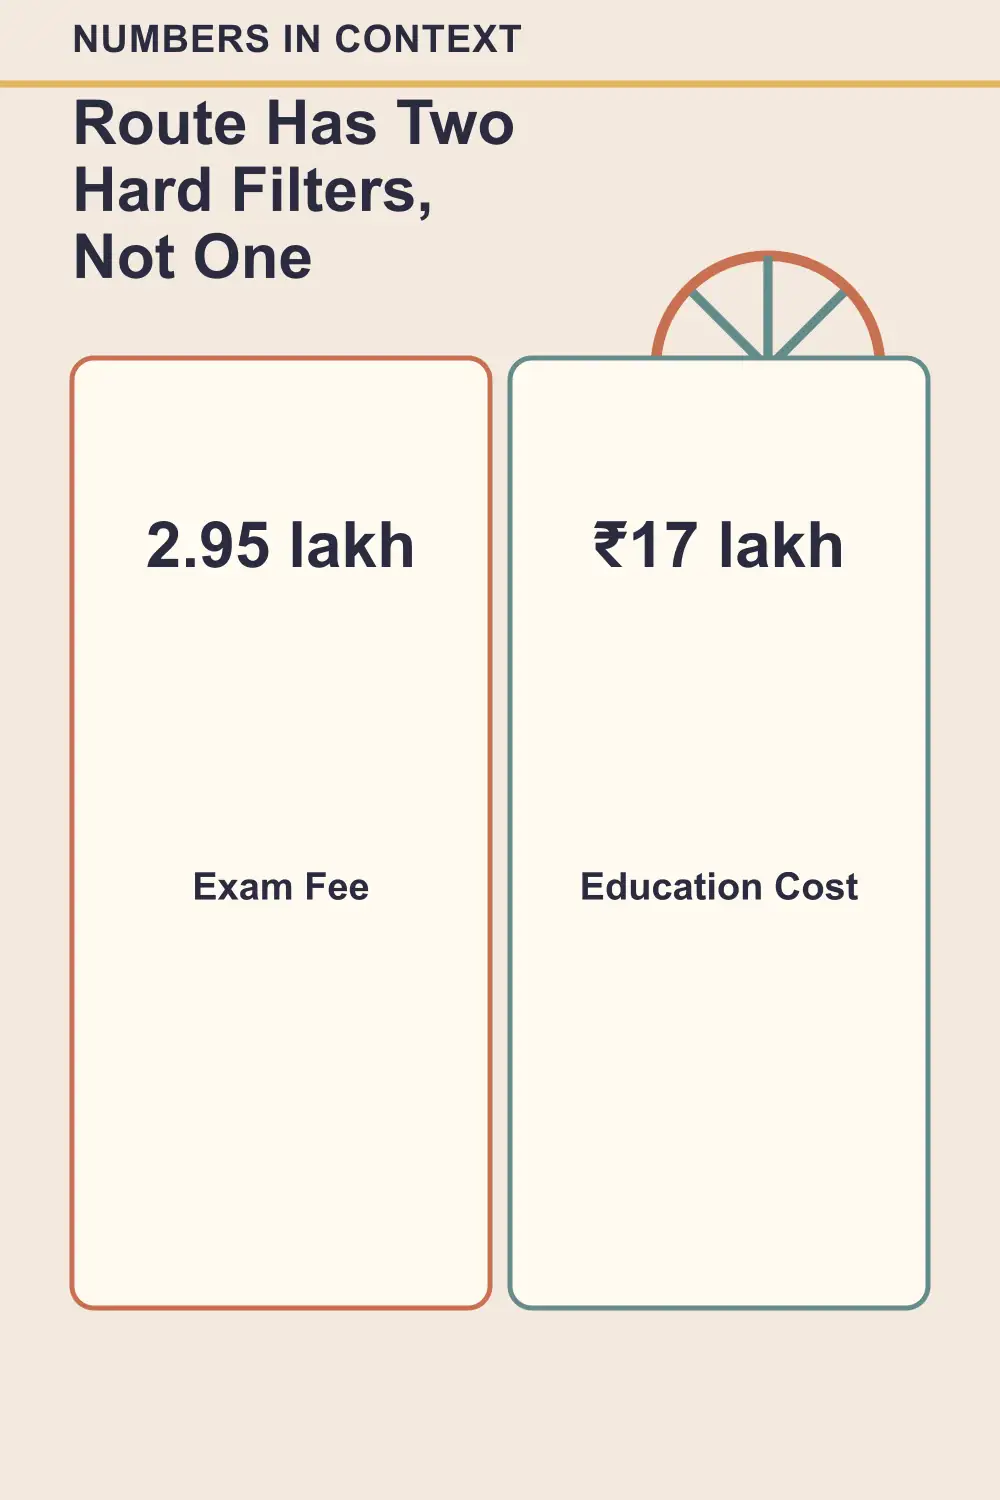 NUMBERS IN CONTEXT
Route Has Two
Hard Filters,
Not One
2.95 lakh
₹17 lakh
Exam Fee
Education Cost